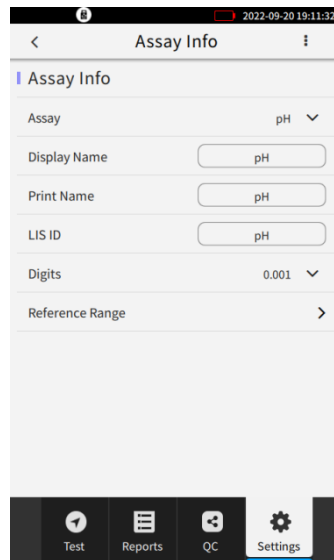 2022-09-20 19:11:32
Assay Info
Assay Info
Assay pH
Display Name pH
Print Name pH
LIS ID pH
Digits 0.001
Reference Range
Test Reports QC Settings